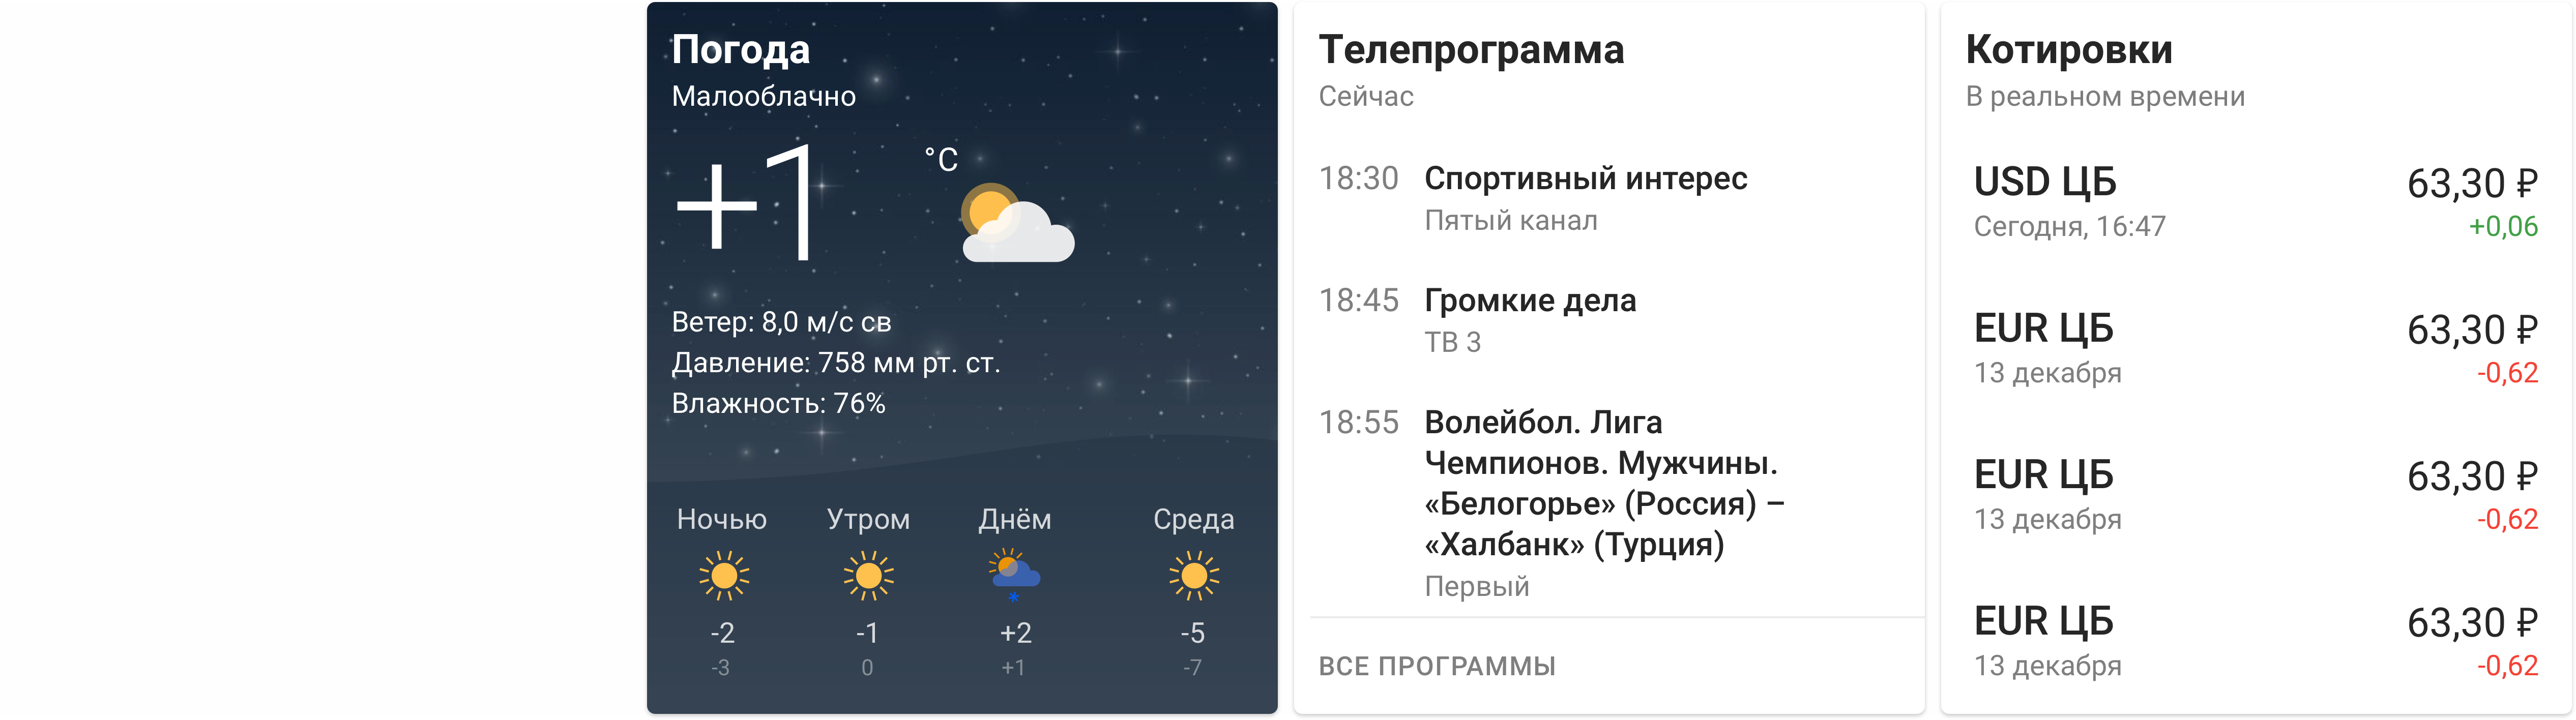 Погода
Малооблачно
+1 °C
Ветер: 8,0 м/с св
Давление: 758 мм рт. ст.
Влажность: 76%
Ночью Утром Днём Среда
-2 -1 +2 -5
-3 0 +1 -7
Телепрограмма
Сейчас
18:30 Спортивный интерес
Пятый канал
18:45 Громкие дела
ТВ 3
18:55 Волейбол. Лига
Чемпионов. Мужчины.
«Белогорье» (Россия) –
«Халбанк» (Турция)
Первый
ВСЕ ПРОГРАММЫ
Котировки
В реальном времени
USD ЦБ 63,30 ₽
Сегодня, 16:47 +0,06
EUR ЦБ 63,30 ₽
13 декабря -0,62
EUR ЦБ 63,30 ₽
13 декабря -0,62
EUR ЦБ 63,30 ₽
13 декабря -0,62